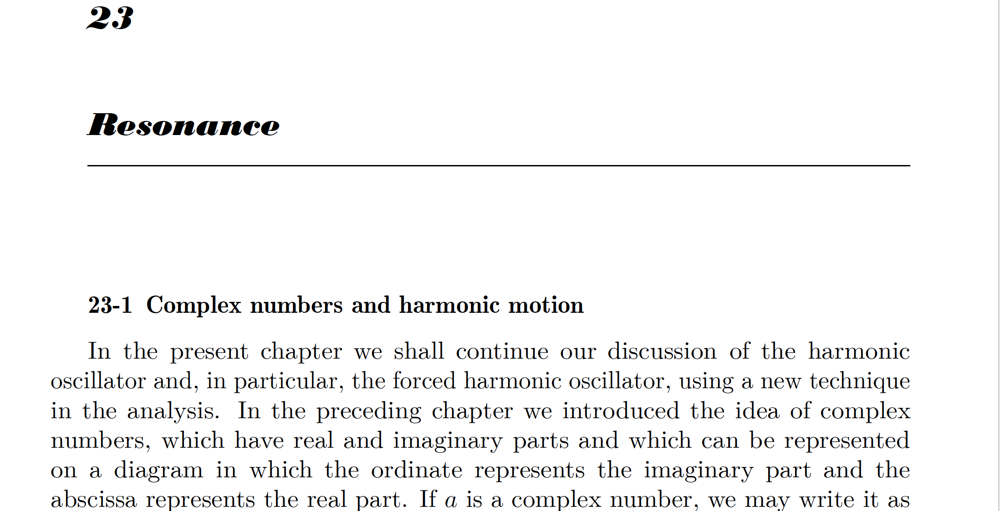 23
Resonance
23-1 Complex numbers and harmonic motion
In the present chapter we shall continue our discussion of the harmonic
oscillator and, in particular, the forced harmonic oscillator, using a new technique
in the analysis. In the preceding chapter we introduced the idea of complex
numbers, which have real and imaginary parts and which can be represented
on a diagram in which the ordinate represents the imaginary part and the
abscissa represents the real part. If a is a complex number, we may write it as